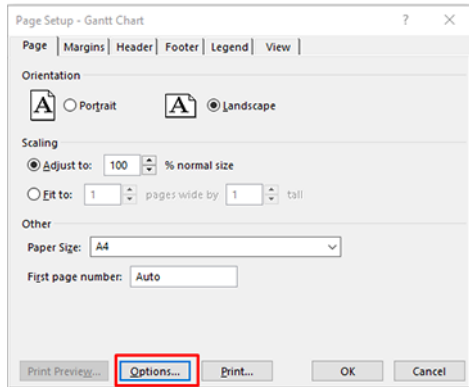 Page Setup - Gantt Chart ? ×
Page Margins Header Footer Legend View
Orientation
A Portrait A Landscape
Scaling
Adjust to: 100 % normal size
Fit to: 1 pages wide by 1 tall
Other
Paper Size: A4
First page number: Auto
Print Preview... Options... Print... OK Cancel